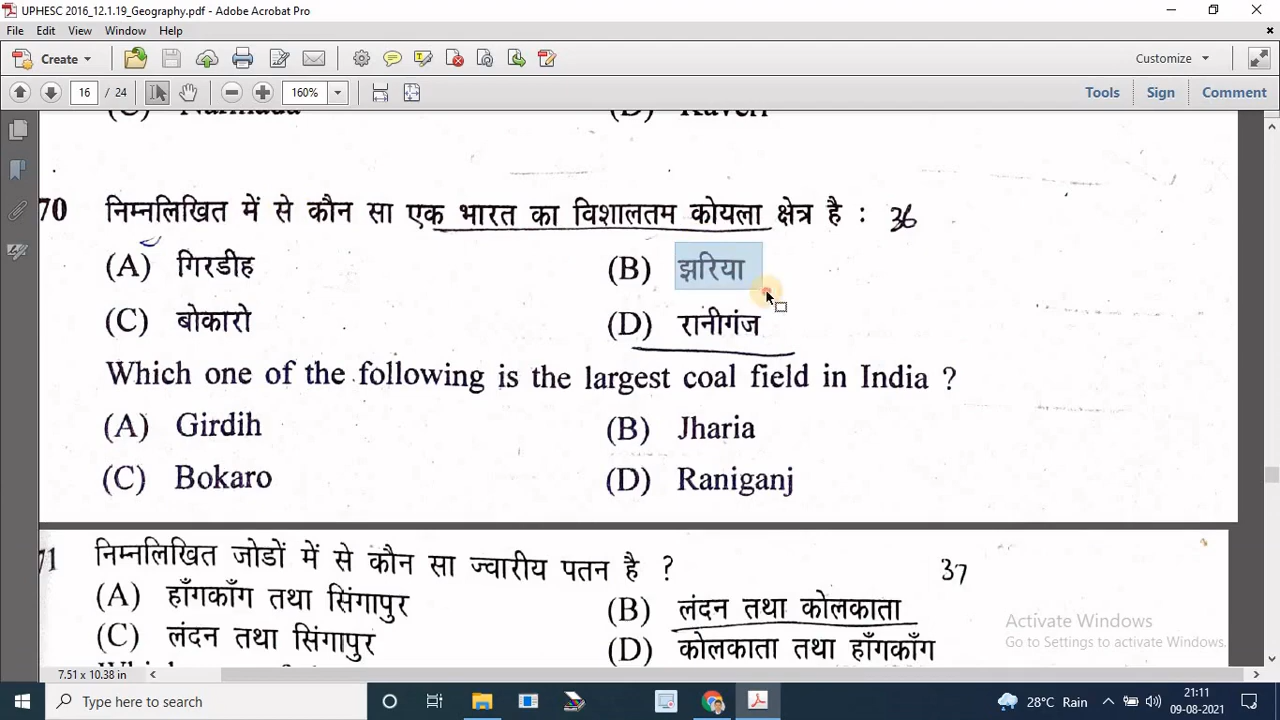 UPHESC 2016_12.1.19_Geography.pdf - Adobe Acrobat Pro
File Edit View Window Help
Create Customize
16 / 24 160% Tools Sign Comment
70 निम्नलिखित में से कौन सा एक भारत का विशालतम कोयला क्षेत्र है : 36
(A) गिरडीह (B) झरिया
(C) बोकारो (D) रानीगंज
Which one of the following is the largest coal field in India ?
(A) Girdih (B) Jharia
(C) Bokaro (D) Raniganj
71 निम्नलिखित जोडों में से कौन सा ज्वारीय पतन है ? 37
(A) हाँगकाँग तथा सिंगापुर (B) लंदन तथा कोलकाता
(C) लंदन तथा सिंगापुर (D) कोलकाता तथा हाँगकाँग
Activate Windows
Go to Settings to activate Windows.
7.51 x 10.38 in
Type here to search 28°C Rain 21:11
09-08-2021